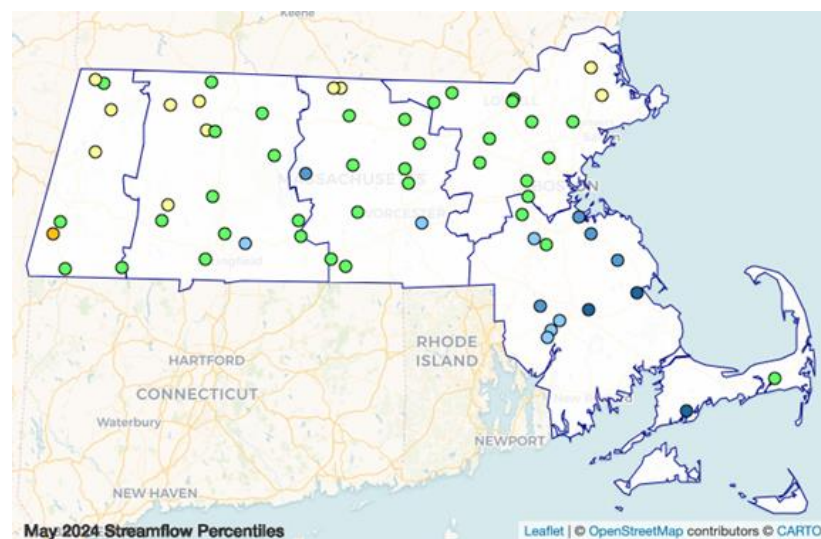 Keene
LOWELL
MASSACHUSETTS
BOSTON
WORCESTER
Springfield
RHODE
ISLAND
HARTFORD
CONNECTICUT
Waterbury
NEWPORT
NEW HAVEN
May 2024 Streamflow Percentiles
Leaflet | © OpenStreetMap contributors © CARTO